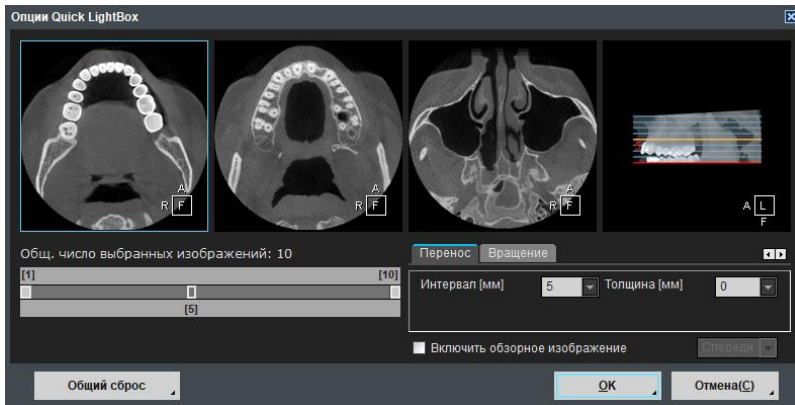 Опции Quick LightBox
A
R F
A
R F
A
R F
A L
F
Общ. число выбранных изображений: 10
[1] [10]
[5]
Перенос Вращение
Интервал [мм] 5 Толщина [мм] 0
Включить обзорное изображение Спереди
Общий сброс OK Отмена(C)